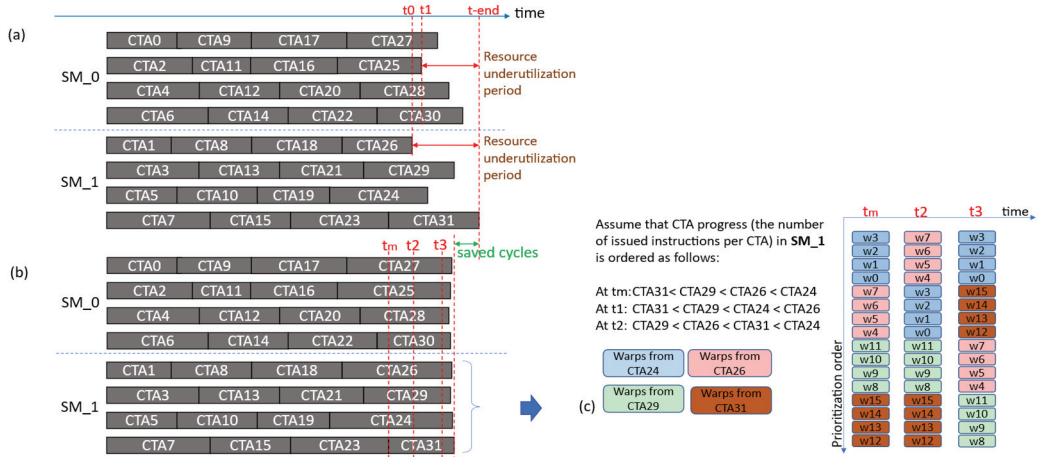 t0 t1 t-end time
(a)
CTA0 CTA9 CTA17 CTA27
CTA2 CTA11 CTA16 CTA25
SM_0
CTA4 CTA12 CTA20 CTA28
CTA6 CTA14 CTA22 CTA30
Resource
underutilization
period
CTA1 CTA8 CTA18 CTA26
CTA3 CTA13 CTA21 CTA29
SM_1
CTA5 CTA10 CTA19 CTA24
CTA7 CTA15 CTA23 CTA31
Resource
underutilization
period
tm t2 t3
saved cycles
(b)
CTA0 CTA9 CTA17 CTA27
CTA2 CTA11 CTA16 CTA25
SM_0
CTA4 CTA12 CTA20 CTA28
CTA6 CTA14 CTA22 CTA30
CTA1 CTA8 CTA18 CTA26
CTA3 CTA13 CTA21 CTA29
SM_1
CTA5 CTA10 CTA19 CTA24
CTA7 CTA15 CTA23 CTA31
Assume that CTA progress (the number
of issued instructions per CTA) in SM_1
is ordered as follows:
At tm:CTA31< CTA29 < CTA26 < CTA24
At t1: CTA31 < CTA29 < CTA24 < CTA26
At t2: CTA29 < CTA26 < CTA31 < CTA24
Warps from
CTA24
Warps from
CTA26
Warps from
CTA29
Warps from
CTA31
(c)
tm t2 t3 time
Prioritization order
w3 w7 w3
w2 w6 w2
w1 w5 w1
w0 w4 w0
w7 w3 w15
w6 w2 w14
w5 w1 w13
w4 w0 w12
w11 w11 w7
w10 w10 w6
w9 w9 w5
w8 w8 w4
w15 w15 w11
w14 w14 w10
w13 w13 w9
w12 w12 w8